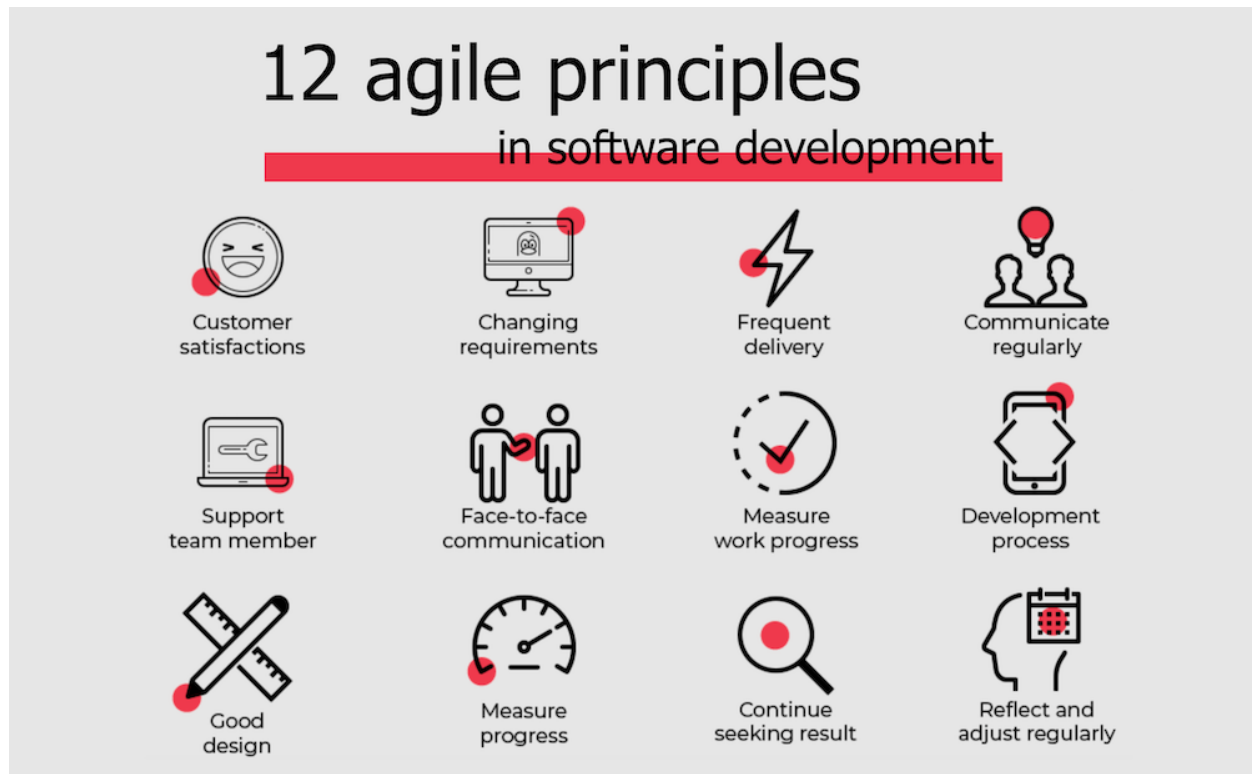 12 agile principles
in software development
Customer
satisfactions
Changing
requirements
Frequent
delivery
Communicate
regularly
Support
team member
Face-to-face
communication
Measure
work progress
Development
process
Good
design
Measure
progress
Continue
seeking result
Reflect and
adjust regularly